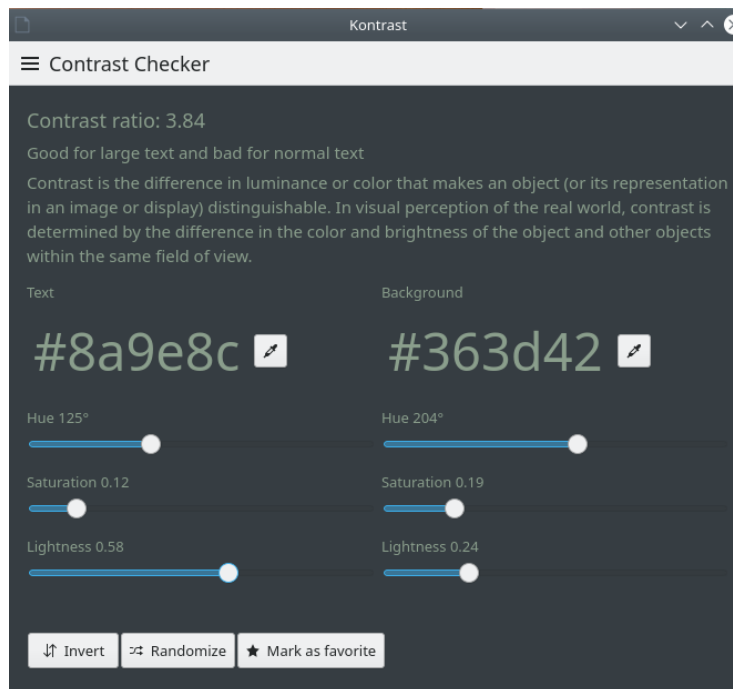 Kontrast
Contrast Checker
Contrast ratio: 3.84
Good for large text and bad for normal text
Contrast is the difference in luminance or color that makes an object (or its representation
in an image or display) distinguishable. In visual perception of the real world, contrast is
determined by the difference in the color and brightness of the object and other objects
within the same field of view.
Text
Background
#8a9e8c
#363d42
Hue 125°
Hue 204°
Saturation 0.12
Saturation 0.19
Lightness 0.58
Lightness 0.24
Invert
Randomize
Mark as favorite